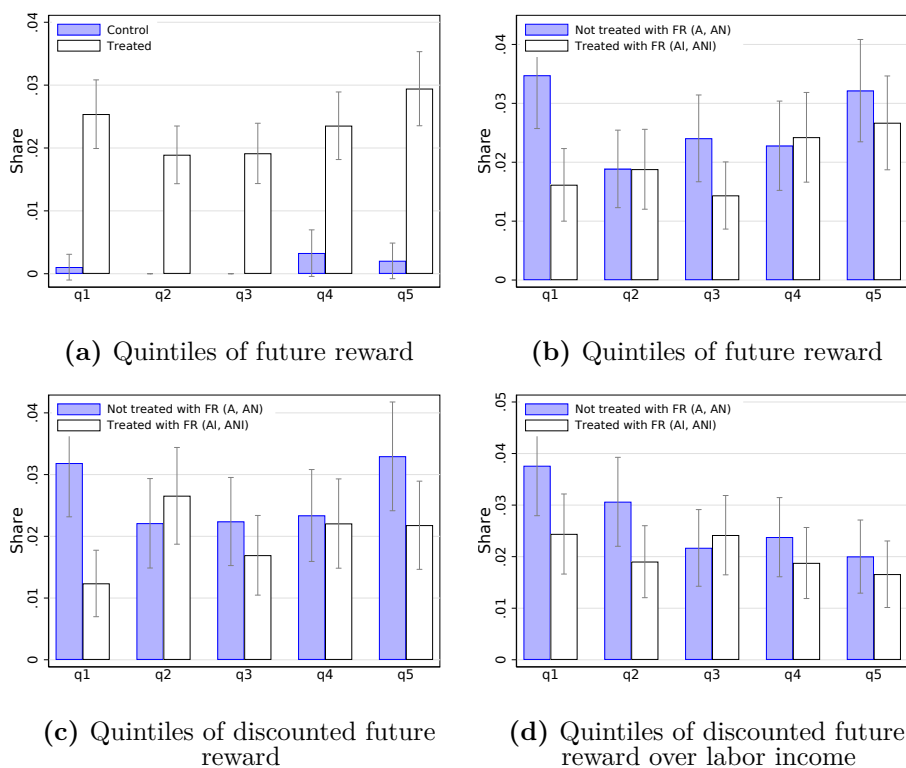 .04
.03
.02
.01
0
Share
Control
Treated
q1 q2 q3 q4 q5
(a) Quintiles of future reward
.04
.03
.02
.01
0
Share
Not treated with FR (A, AN)
Treated with FR (AI, ANI)
q1 q2 q3 q4 q5
(b) Quintiles of future reward
.04
.03
.02
.01
0
Share
Not treated with FR (A, AN)
Treated with FR (AI, ANI)
q1 q2 q3 q4 q5
(c) Quintiles of discounted future
reward
.05
.04
.03
.02
.01
0
Share
Not treated with FR (A, AN)
Treated with FR (AI, ANI)
q1 q2 q3 q4 q5
(d) Quintiles of discounted future
reward over labor income